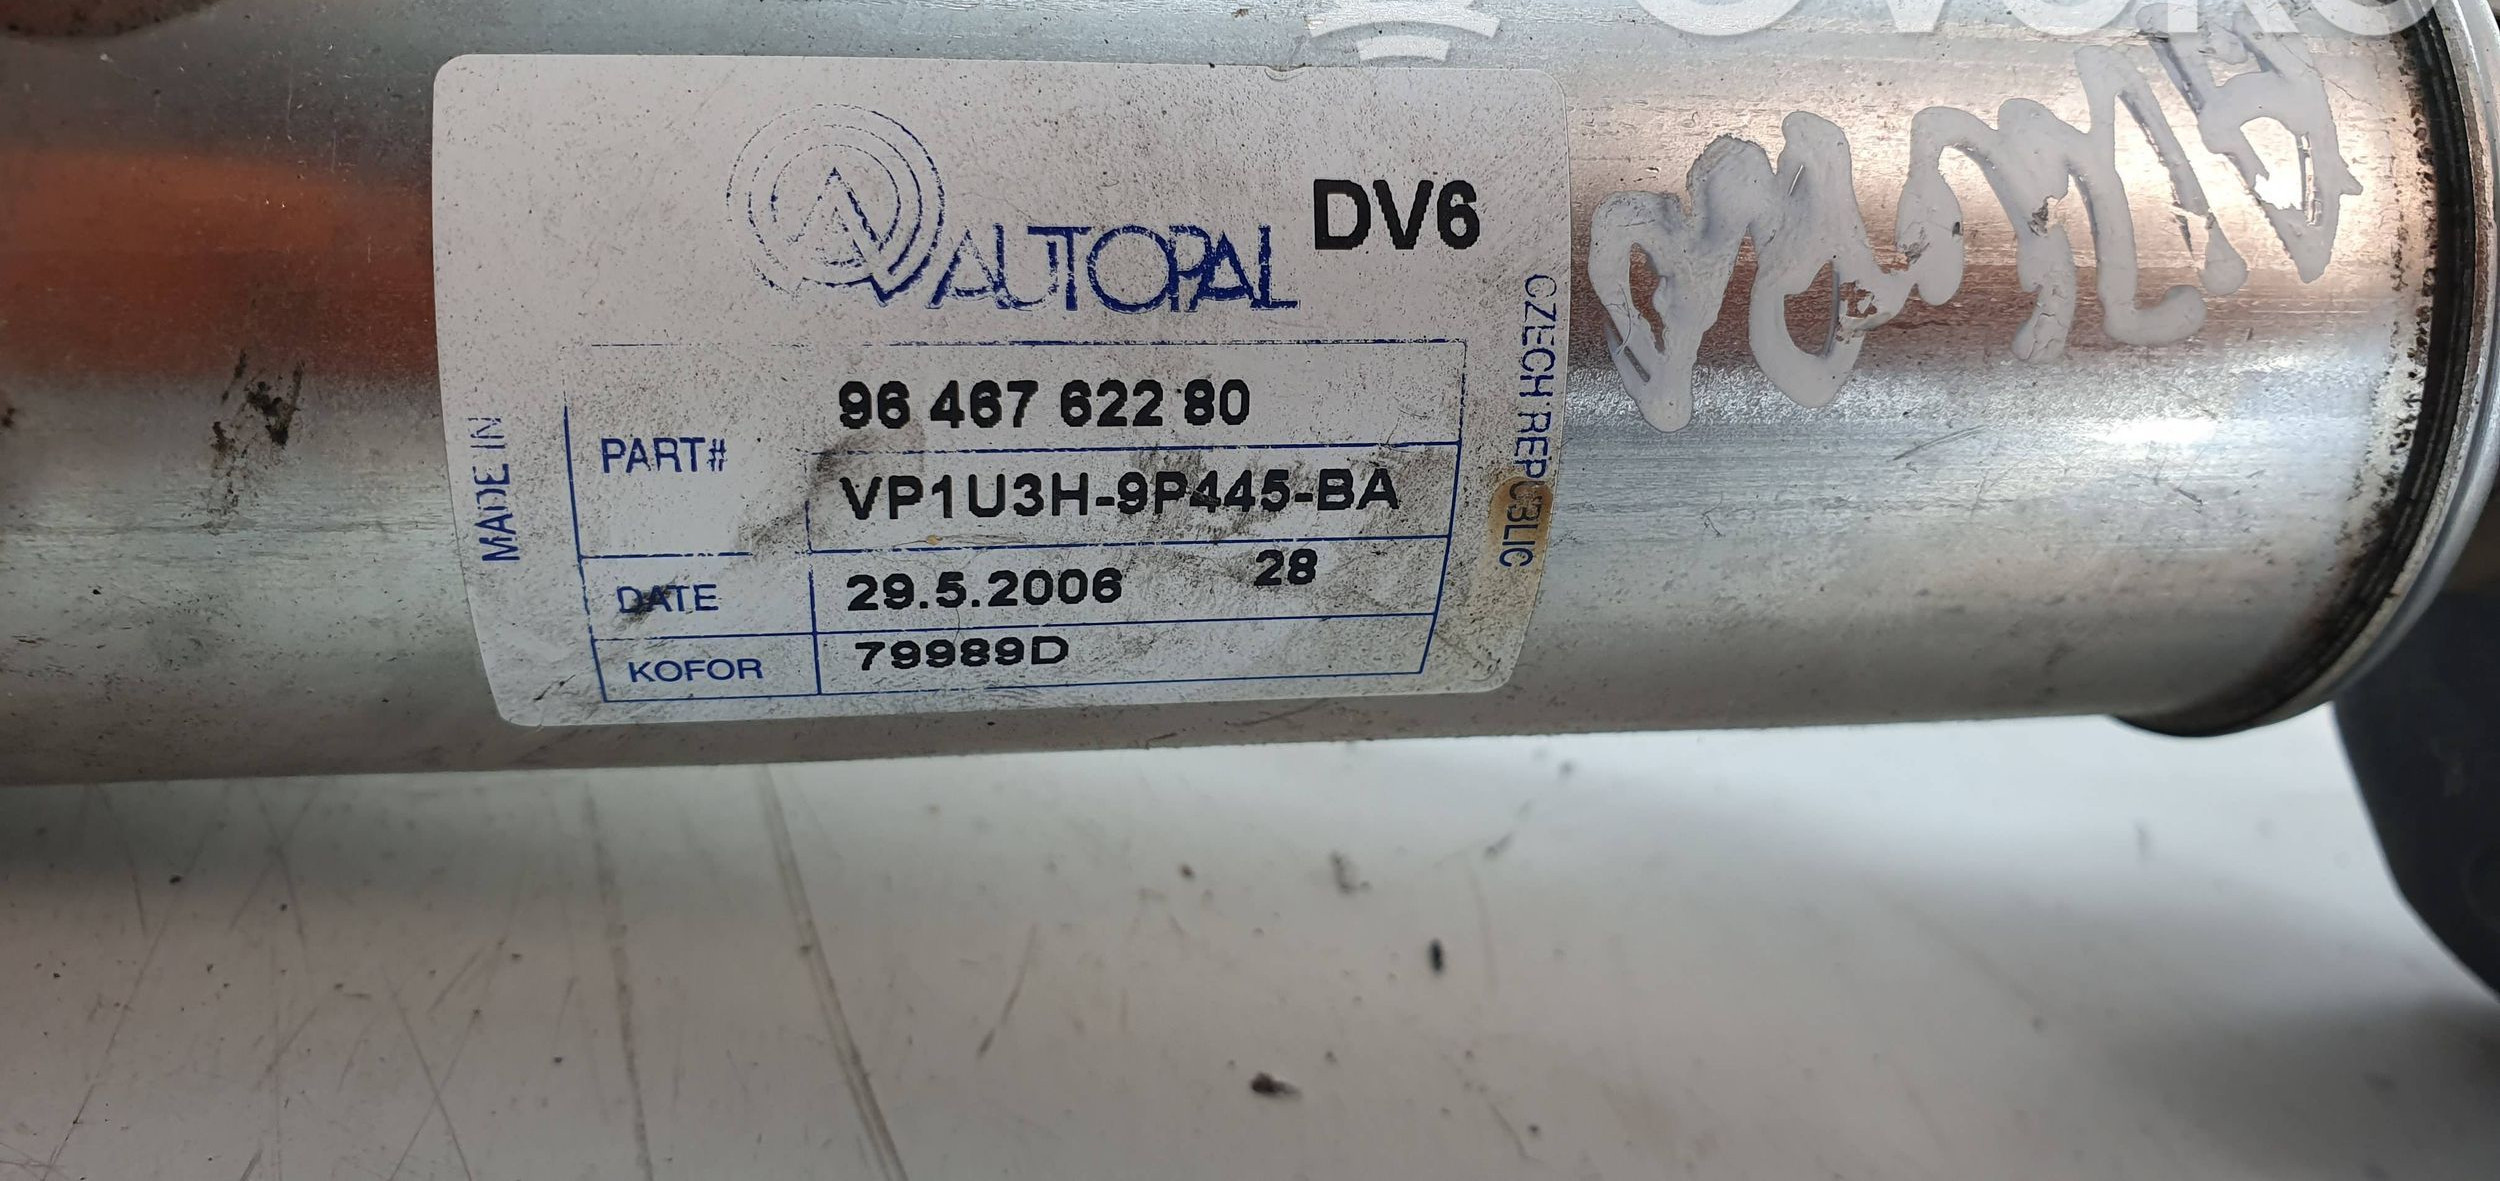 AUTOPAL
DV6
MADE IN
CZECH REPUBLIC
PART#
96 467 622 80
VP1U3H-9P445-BA
DATE
29.5.2006
28
KOFOR
79989D